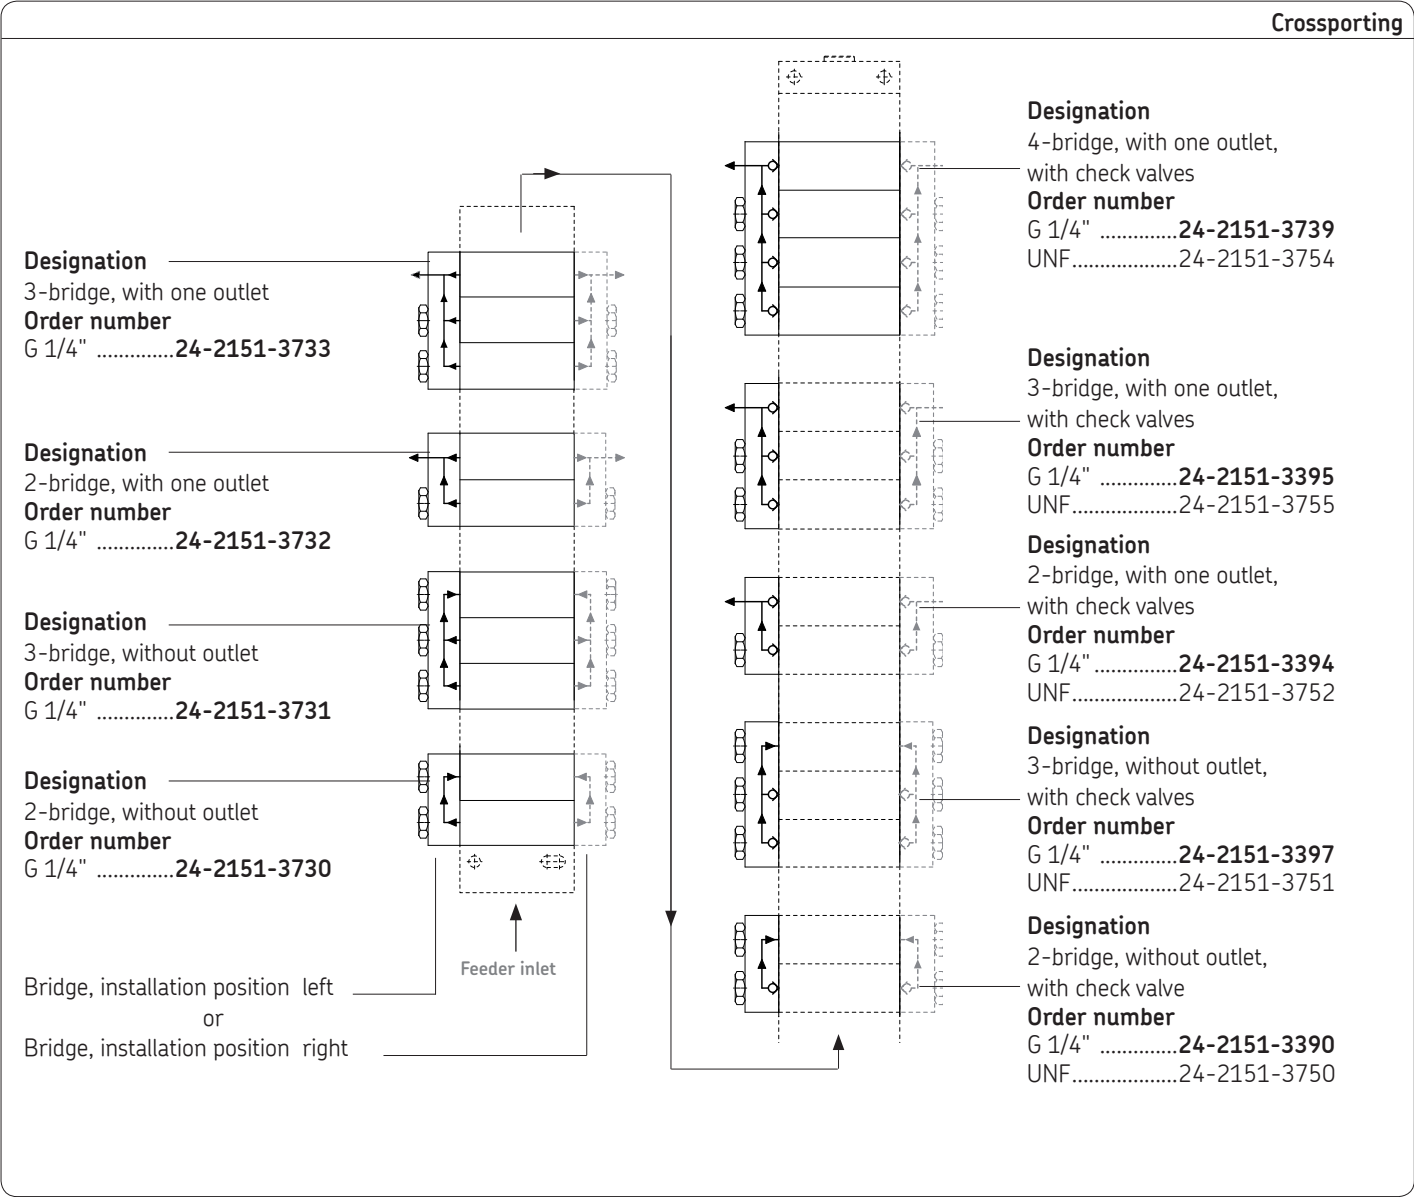 Crossporting
Designation
3-bridge, with one outlet
Order number
G 1/4" ..............24-2151-3733
Designation
2-bridge, with one outlet
Order number
G 1/4" ..............24-2151-3732
Designation
3-bridge, without outlet
Order number
G 1/4" ..............24-2151-3731
Designation
2-bridge, without outlet
Order number
G 1/4" ..............24-2151-3730
Feeder inlet
Bridge, installation position left
or
Bridge, installation position right
Designation
4-bridge, with one outlet,
with check valves
Order number
G 1/4" ..............24-2151-3739
UNF...................24-2151-3754
Designation
3-bridge, with one outlet,
with check valves
Order number
G 1/4" ..............24-2151-3395
UNF...................24-2151-3755
Designation
2-bridge, with one outlet,
with check valves
Order number
G 1/4"...............24-2151-3394
UNF...................24-2151-3752
Designation
3-bridge, without outlet,
with check valves
Order number
G 1/4" ..............24-2151-3397
UNF...................24-2151-3751
Designation
2-bridge, without outlet,
with check valve
Order number
G 1/4" ..............24-2151-3390
UNF...................24-2151-3750